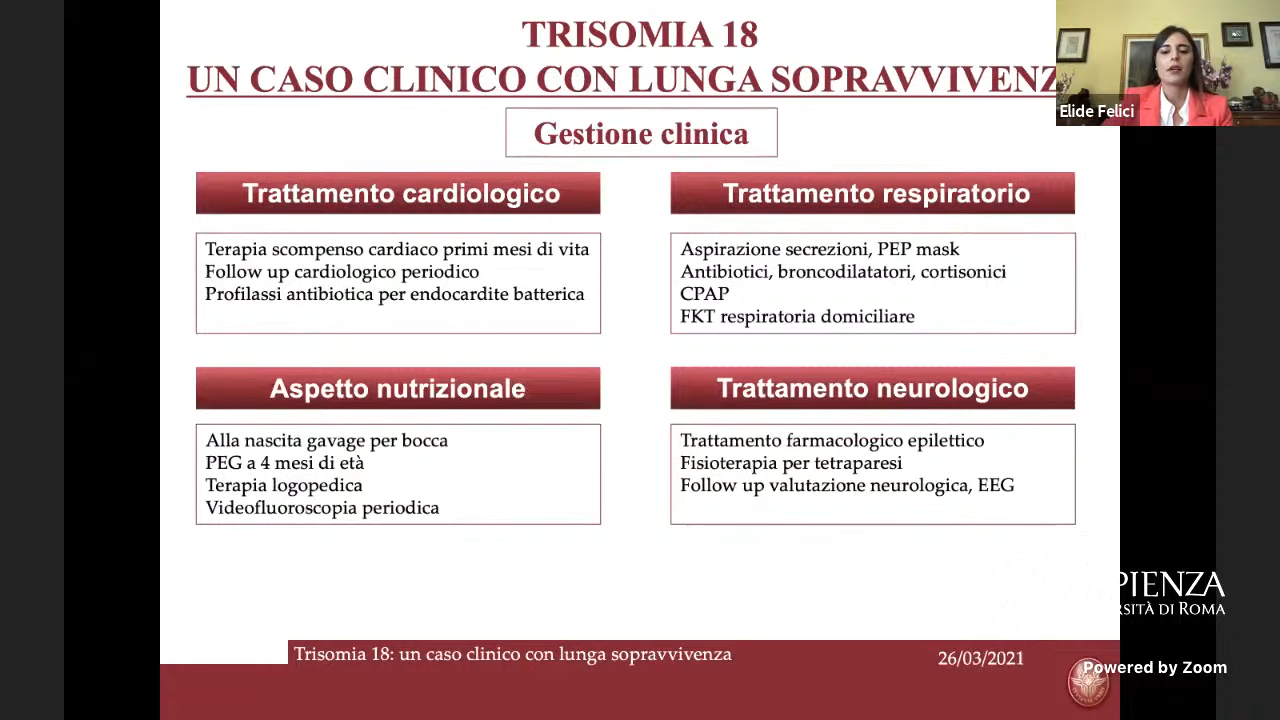 TRISOMIA 18
UN CASO CLINICO CON LUNGA SOPRAVVIVENZ
Elide Felici
Gestione clinica
Trattamento cardiologico
Terapia scompenso cardiaco primi mesi di vita
Follow up cardiologico periodico
Profilassi antibiotica per endocardite batterica
Trattamento respiratorio
Aspirazione secrezioni, PEP mask
Antibiotici, broncodilatatori, cortisonici
CPAP
FKT respiratoria domiciliare
Aspetto nutrizionale
Alla nascita gavage per bocca
PEG a 4 mesi di età
Terapia logopedica
Videofluoroscopia periodica
Trattamento neurologico
Trattamento farmacologico epilettico
Fisioterapia per tetraparesi
Follow up valutazione neurologica, EEG
PIENZA
RSITÀ DI ROMA
Trisomia 18: un caso clinico con lunga sopravvivenza
26/03/2021
Powered by Zoom